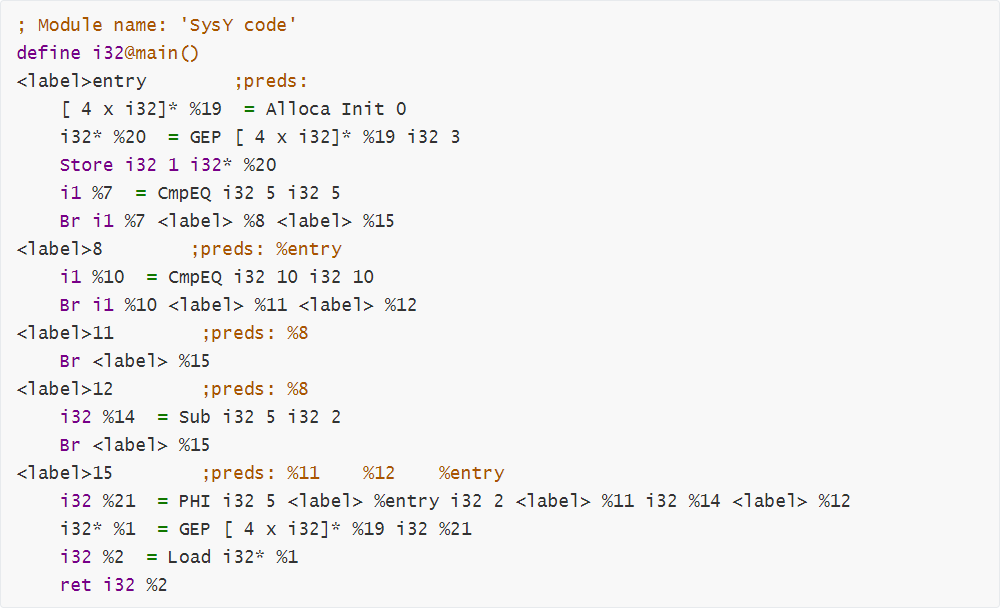 ; Module name: 'SysY code'
define i32@main()
<label>entry        ;preds:
    [ 4 x i32]* %19  = Alloca Init 0
    i32* %20  = GEP [ 4 x i32]* %19 i32 3
    Store i32 1 i32* %20
    i1 %7  = CmpEQ i32 5 i32 5
    Br i1 %7 <label> %8 <label> %15
<label>8        ;preds: %entry
    i1 %10  = CmpEQ i32 10 i32 10
    Br i1 %10 <label> %11 <label> %12
<label>11        ;preds: %8
    Br <label> %15
<label>12        ;preds: %8
    i32 %14  = Sub i32 5 i32 2
    Br <label> %15
<label>15        ;preds: %11    %12    %entry
    i32 %21  = PHI i32 5 <label> %entry i32 2 <label> %11 i32 %14 <label> %12
    i32* %1  = GEP [ 4 x i32]* %19 i32 %21
    i32 %2  = Load i32* %1
    ret i32 %2